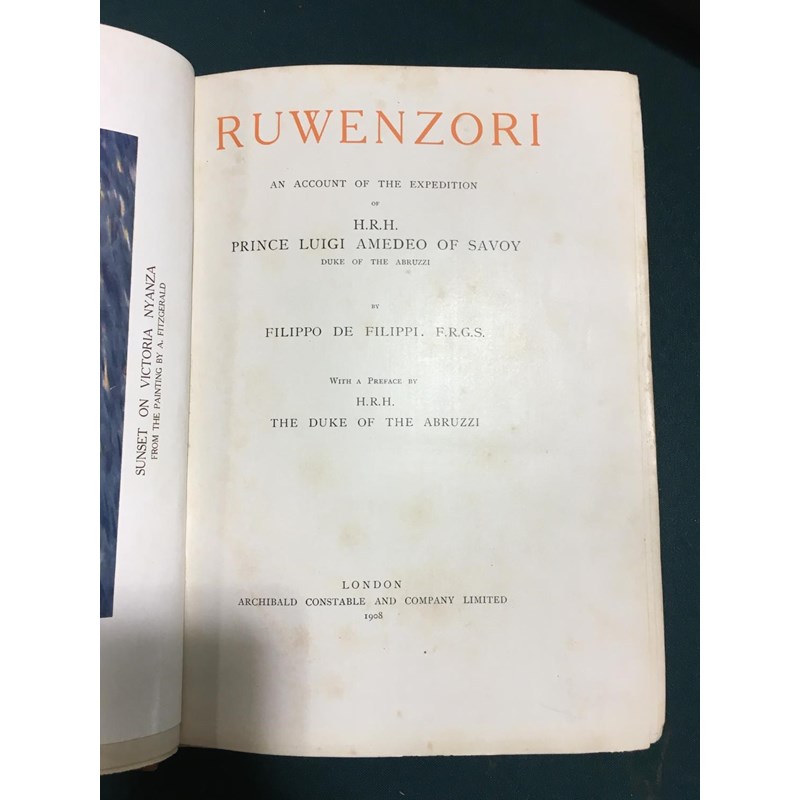 SUNSET ON VICTORIA NYANZA
FROM THE PAINTING BY A. FITZGERALD
RUWENZORI
AN ACCOUNT OF THE EXPEDITION
OF
H.R.H.
PRINCE LUIGI AMEDEO OF SAVOY
DUKE OF THE ABRUZZI
BY
FILIPPO DE FILIPPI. F.R.G.S.
WITH A PREFACE BY
H.R.H.
THE DUKE OF THE ABRUZZI
LONDON
ARCHIBALD CONSTABLE AND COMPANY LIMITED
1908